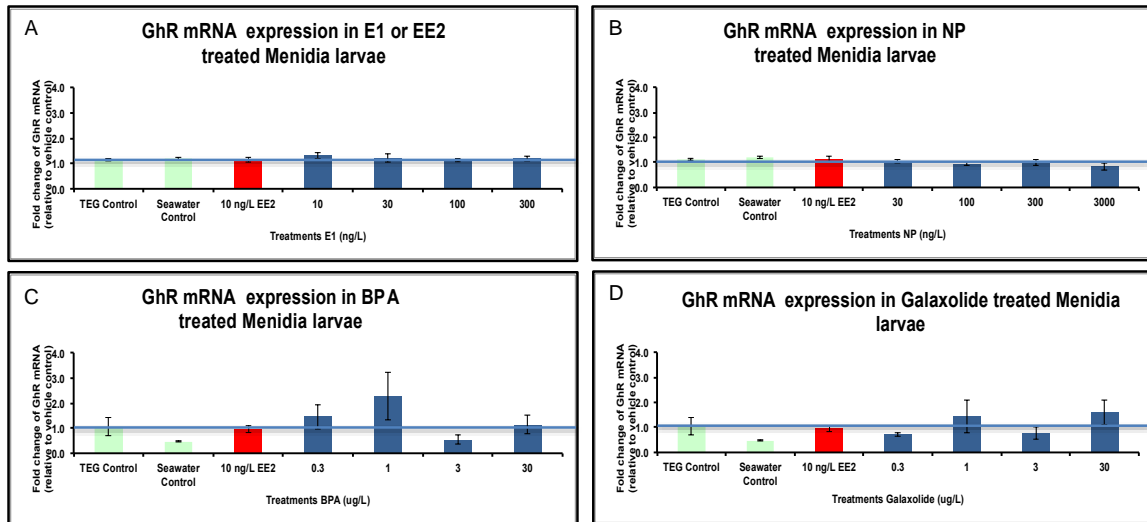 A
GhR mRNA expression in E1 or EE2
treated Menidia larvae
Fold change of GhR mRNA
(relative to vehicle control)
4.0
3.0
2.0
1.0
0.0
TEG Control
Seawater
Control
10 ng/L EE2
10
30
100
300
Treatments E1 (ng/L)
B
GhR mRNA expression in NP
treated Menidia larvae
Fold change of GhR mRNA
(relative to vehicle control)
4.0
3.0
2.0
1.0
0.0
TEG Control
Seawater
Control
10 ng/L EE2
30
100
300
3000
Treatments NP (ng/L)
C
GhR mRNA expression in BPA
treated Menidia larvae
Fold change of GhR mRNA
(relative to vehicle control)
4.0
3.0
2.0
1.0
0.0
TEG Control
Seawater
Control
10 ng/L EE2
0.3
1
3
30
Treatments BPA (ug/L)
D
GhR mRNA expression in Galaxolide treated Menidia
larvae
Fold change of GhR mRNA
(relative to vehicle control)
4.0
3.0
2.0
1.0
0.0
TEG Control
Seawater
Control
10 ng/L EE2
0.3
1
3
30
Treatments Galaxolide (ug/L)